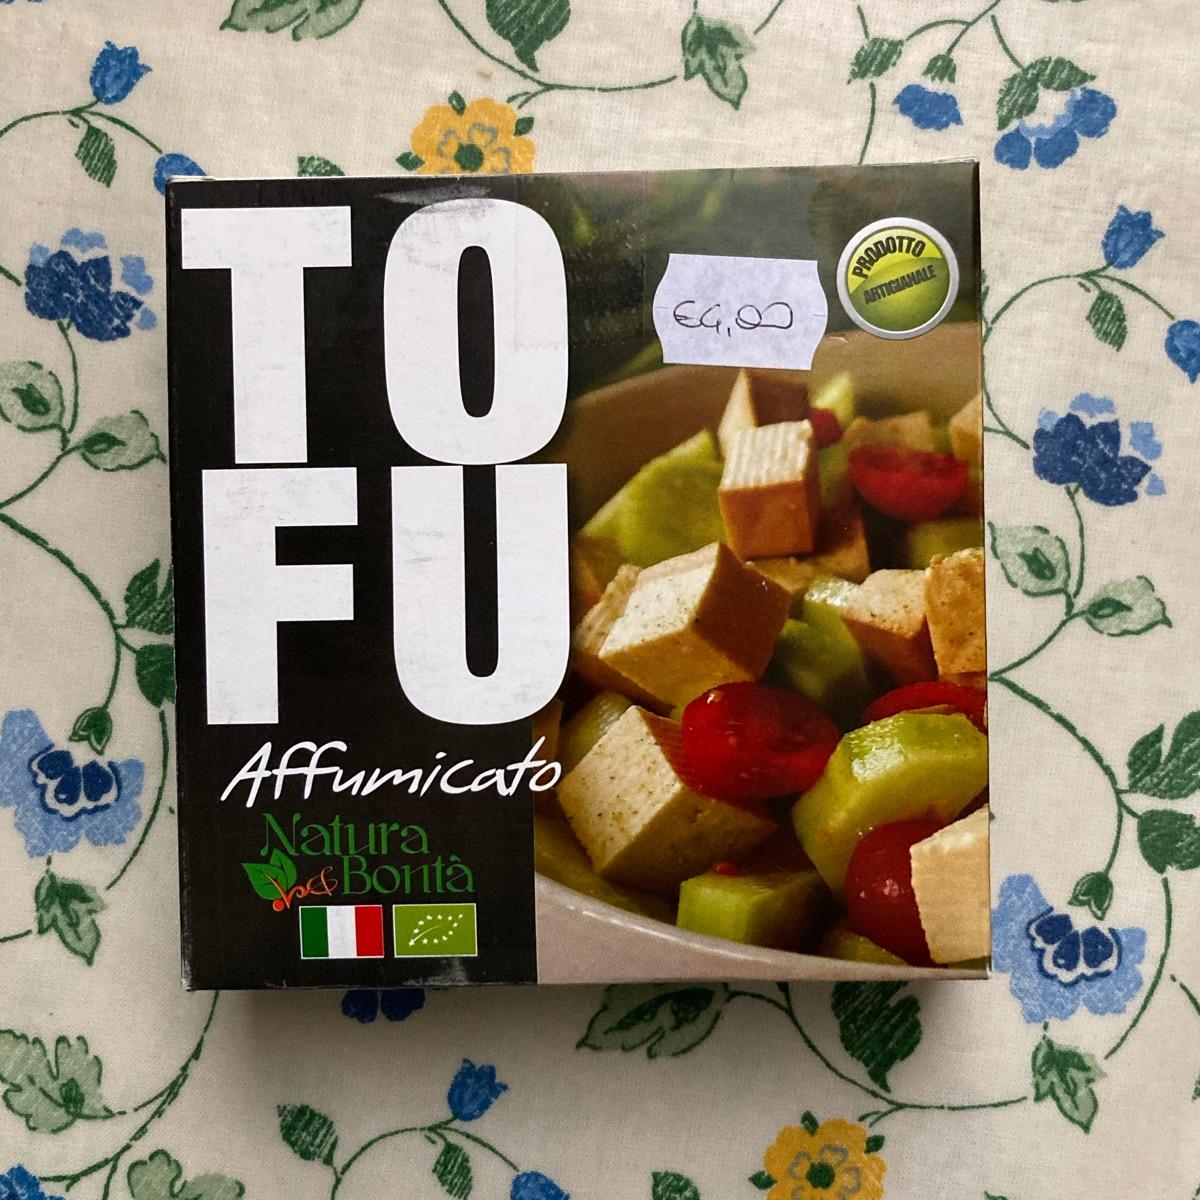 TO
FU
€4,00
PRODOTTO
ARTIGIANALE
Affumicato
Natura
& Bontà